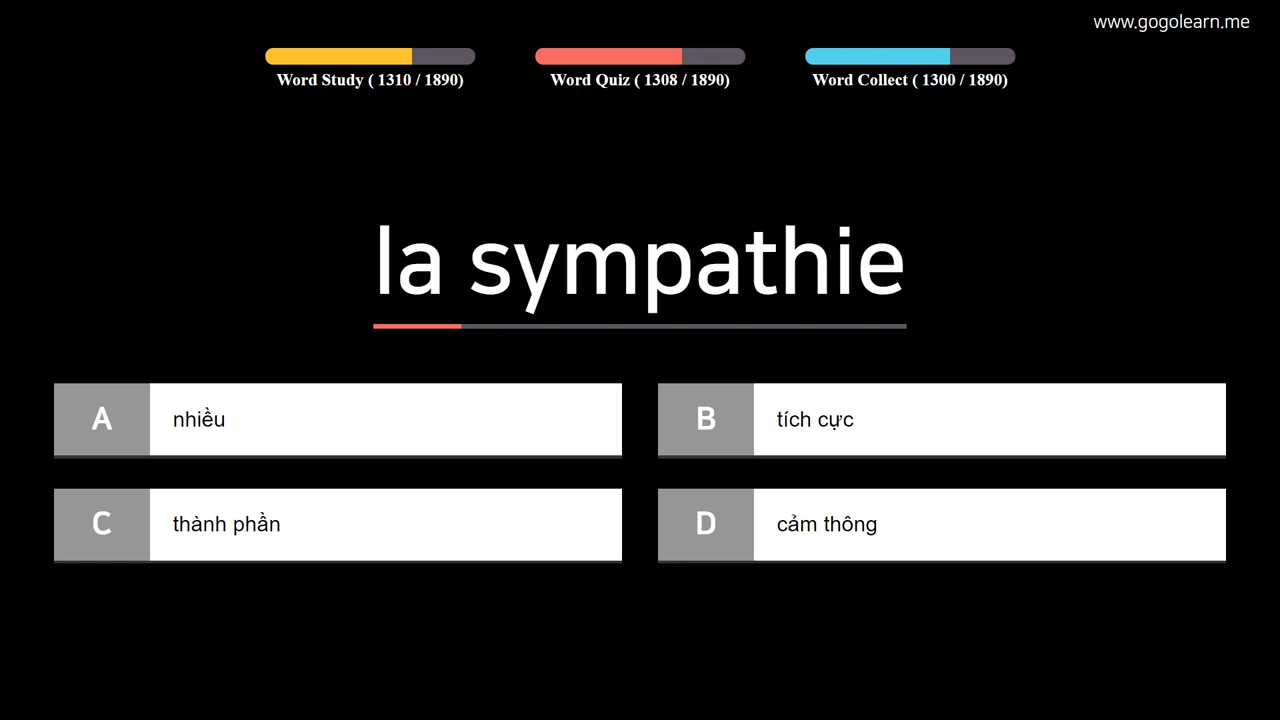 www.gogolearn.me
Word Study ( 1310 / 1890)
Word Quiz ( 1308 / 1890)
Word Collect ( 1300 / 1890)
la sympathie
A nhiều
B tích cực
C thành phần
D cảm thông